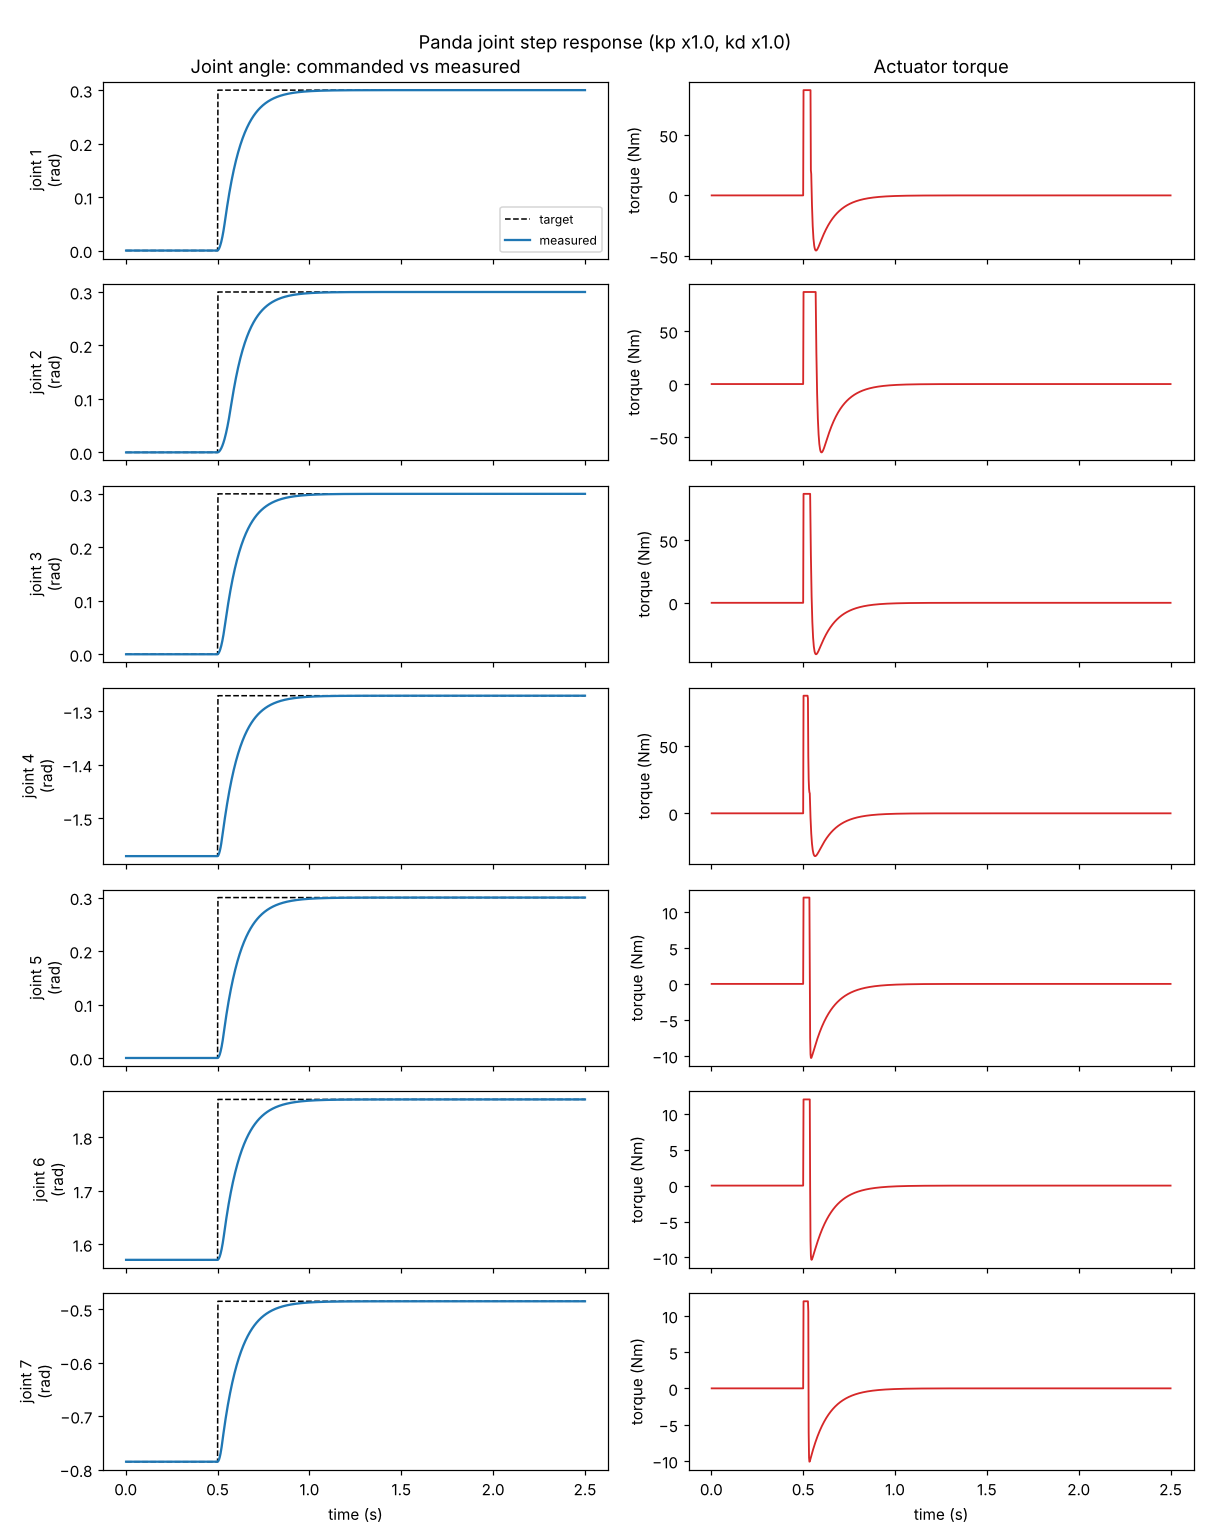 Panda joint step response (kp x1.0, kd x1.0)
Joint angle: commanded vs measured
Actuator torque
joint 1
(rad)
0.3
0.2
0.1
0.0
target
measured
torque (Nm)
50
0
−50
joint 2
(rad)
0.3
0.2
0.1
0.0
torque (Nm)
50
0
−50
joint 3
(rad)
0.3
0.2
0.1
0.0
torque (Nm)
50
0
joint 4
(rad)
−1.3
−1.4
−1.5
torque (Nm)
50
0
joint 5
(rad)
0.3
0.2
0.1
0.0
torque (Nm)
10
5
0
−5
−10
joint 6
(rad)
1.8
1.7
1.6
torque (Nm)
10
5
0
−5
−10
joint 7
(rad)
−0.5
−0.6
−0.7
−0.8
0.0 0.5 1.0 1.5 2.0 2.5
time (s)
torque (Nm)
10
5
0
−5
−10
0.0 0.5 1.0 1.5 2.0 2.5
time (s)